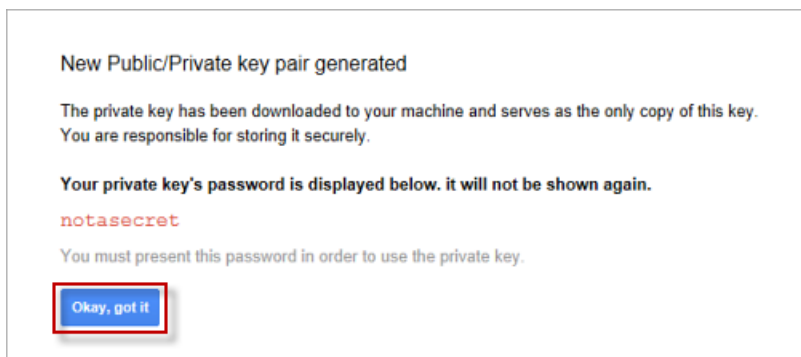 New Public/Private key pair generated
The private key has been downloaded to your machine and serves as the only copy of this key.
You are responsible for storing it securely.
Your private key's password is displayed below. it will not be shown again.
notasecret
You must present this password in order to use the private key.
Okay, got it